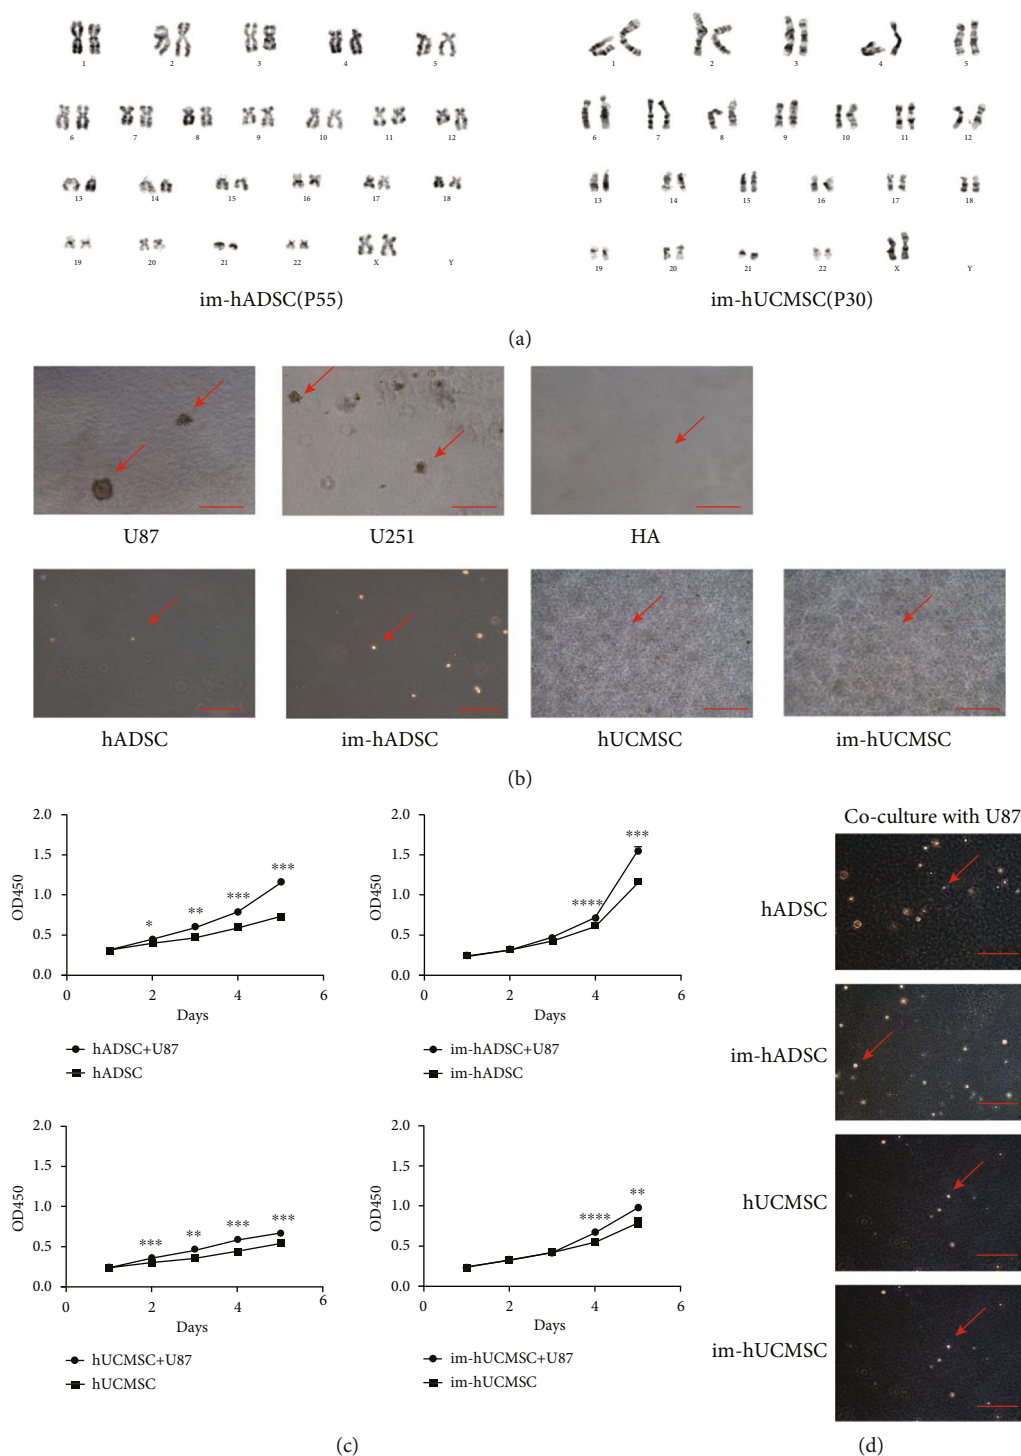 1 2 3 4 5
6 7 8 9 10 11 12
13 14 15 16 17 18
19 20 21 22 X Y
im-hADSC(P55)
1 2 3 4 5
6 7 8 9 10 11 12
13 14 15 16 17 18
19 20 21 22 X Y
im-hUCMSC(P30)
(a)
U87 U251 HA
hADSC im-hADSC hUCMSC im-hUCMSC
(b)
2.0
1.5
1.0
0.5
0.0
OD450
* ** *** ***
0 2 4 6
Days
hADSC+U87
hADSC
2.0
1.5
1.0
0.5
0.0
OD450
**** ***
0 2 4 6
Days
im-hADSC+U87
im-hADSC
2.0
1.5
1.0
0.5
0.0
OD450
*** ** *** ***
0 2 4 6
Days
hUCMSC+U87
hUCMSC
2.0
1.5
1.0
0.5
0.0
OD450
**** **
0 2 4 6
Days
im-hUCMSC+U87
im-hUCMSC
(c)
Co-culture with U87
hADSC
im-hADSC
hUCMSC
im-hUCMSC
(d)